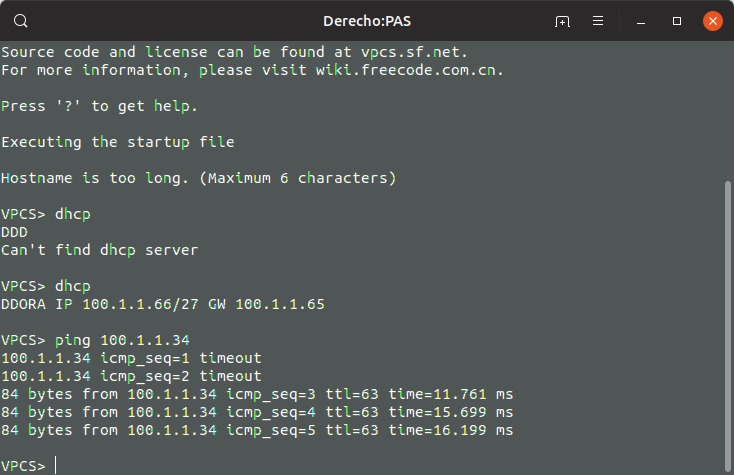 Derecho:PAS
Source code and license can be found at vpcs.sf.net.
For more information, please visit wiki.freecode.com.cn.
Press '?' to get help.
Executing the startup file
Hostname is too long. (Maximum 6 characters)
VPCS> dhcp
DDD
Can't find dhcp server
VPCS> dhcp
DDORA IP 100.1.1.66/27 GW 100.1.1.65
VPCS> ping 100.1.1.34
100.1.1.34 icmp_seq=1 timeout
100.1.1.34 icmp_seq=2 timeout
84 bytes from 100.1.1.34 icmp_seq=3 ttl=63 time=11.761 ms
84 bytes from 100.1.1.34 icmp_seq=4 ttl=63 time=15.699 ms
84 bytes from 100.1.1.34 icmp_seq=5 ttl=63 time=16.199 ms
VPCS>